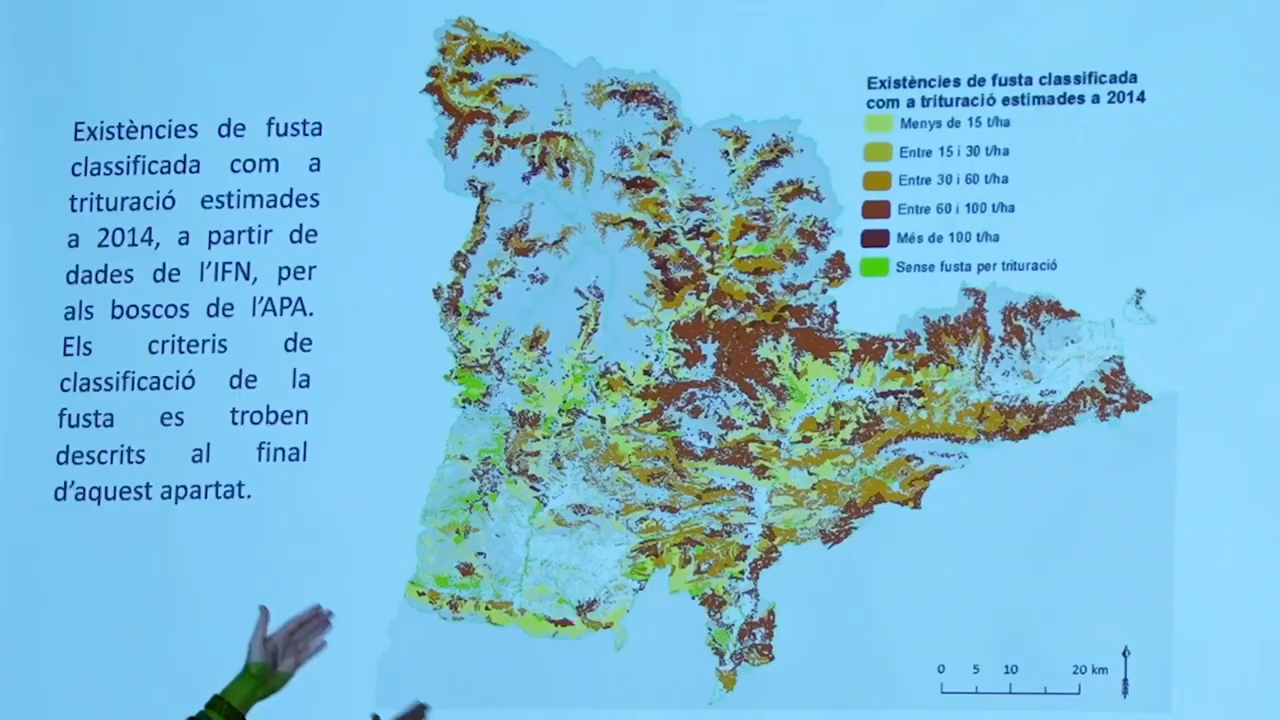 Existències de fusta
classificada com a
trituració estimades
a 2014, a partir de
dades de l'IFN, per
als boscos de l'APA.
Els criteris de
classificació de la
fusta es troben
descrits al final
d'aquest apartat.
Existències de fusta classificada
com a trituració estimades a 2014
Menys de 15 t/ha
Entre 15 i 30 t/ha
Entre 30 i 60 t/ha
Entre 60 i 100 t/ha
Més de 100 t/ha
Sense fusta per trituració
0 5 10 20 km